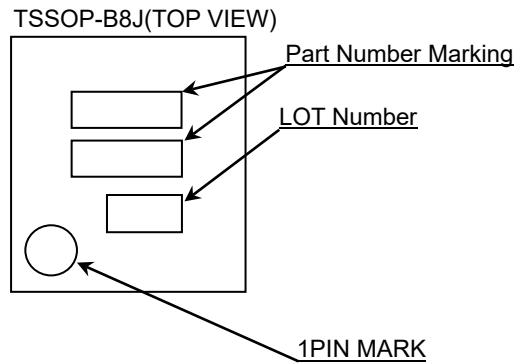 TSSOP-B8J(TOP VIEW)
Part Number Marking
LOT Number
1PIN MARK